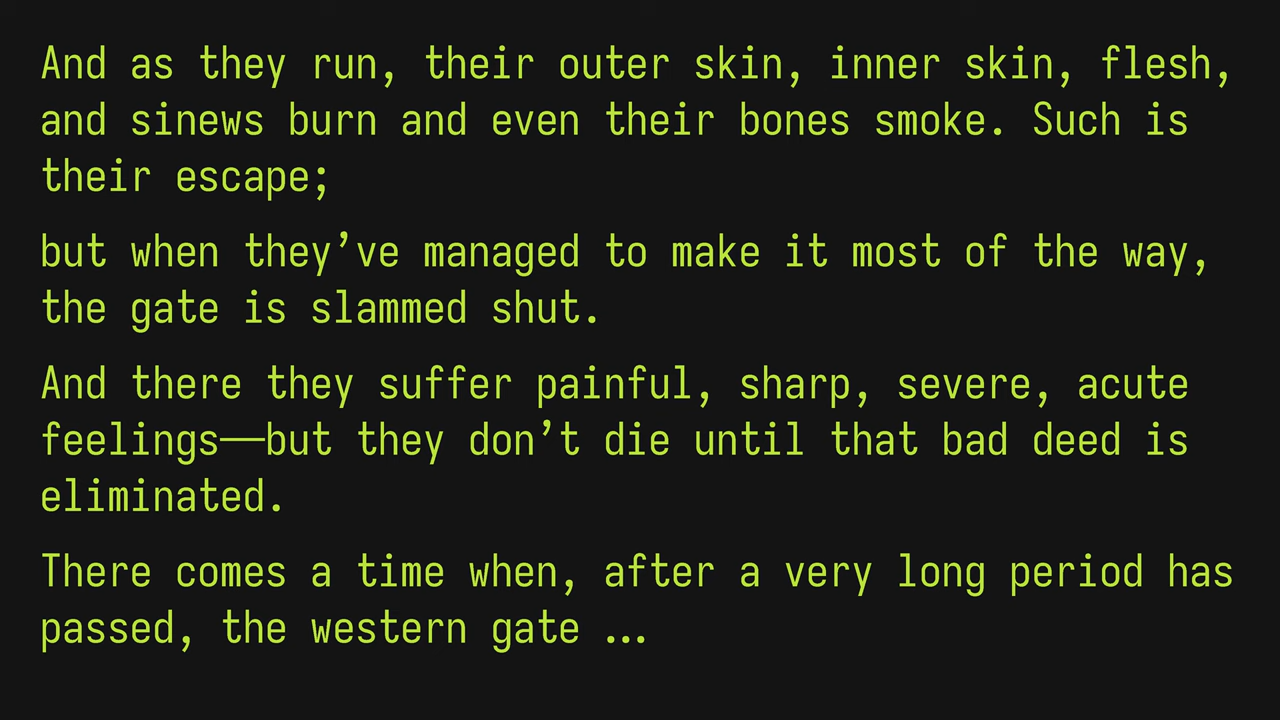 And as they run, their outer skin, inner skin, flesh,
and sinews burn and even their bones smoke. Such is
their escape;
but when they’ve managed to make it most of the way,
the gate is slammed shut.
And there they suffer painful, sharp, severe, acute
feelings—but they don’t die until that bad deed is
eliminated.
There comes a time when, after a very long period has
passed, the western gate …